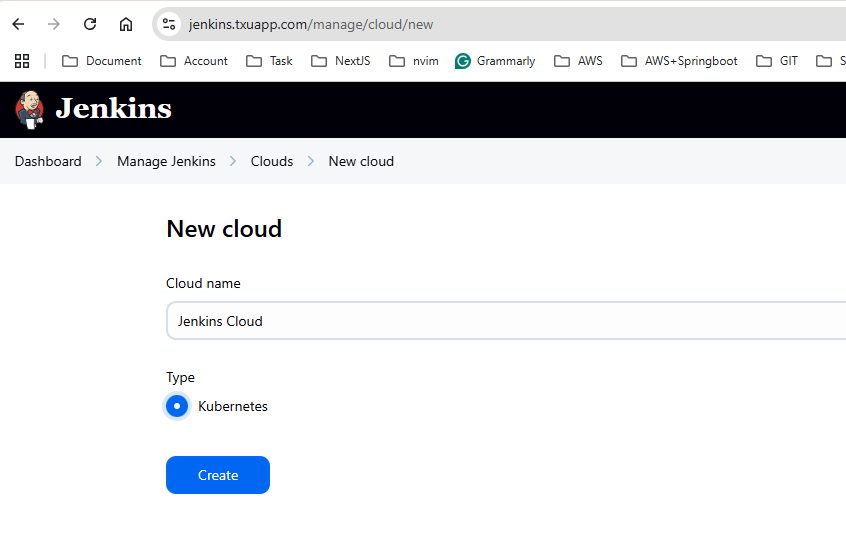 jenkins.txuapp.com/manage/cloud/new
Document Account Task NextJS nvim Grammarly AWS AWS+Springboot GIT S
Jenkins
Dashboard Manage Jenkins Clouds New cloud
New cloud
Cloud name
Jenkins Cloud
Type
Kubernetes
Create